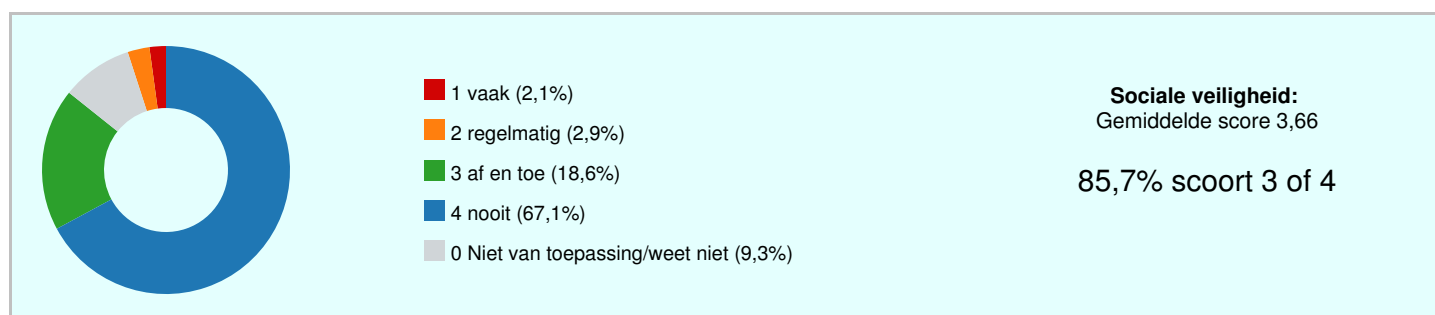 1 vaak (2,1%)
2 regelmatig (2,9%)
3 af en toe (18,6%)
4 nooit (67,1%)
0 Niet van toepassing/weet niet (9,3%)
Sociale veiligheid:
Gemiddelde score 3,66
85,7% scoort 3 of 4